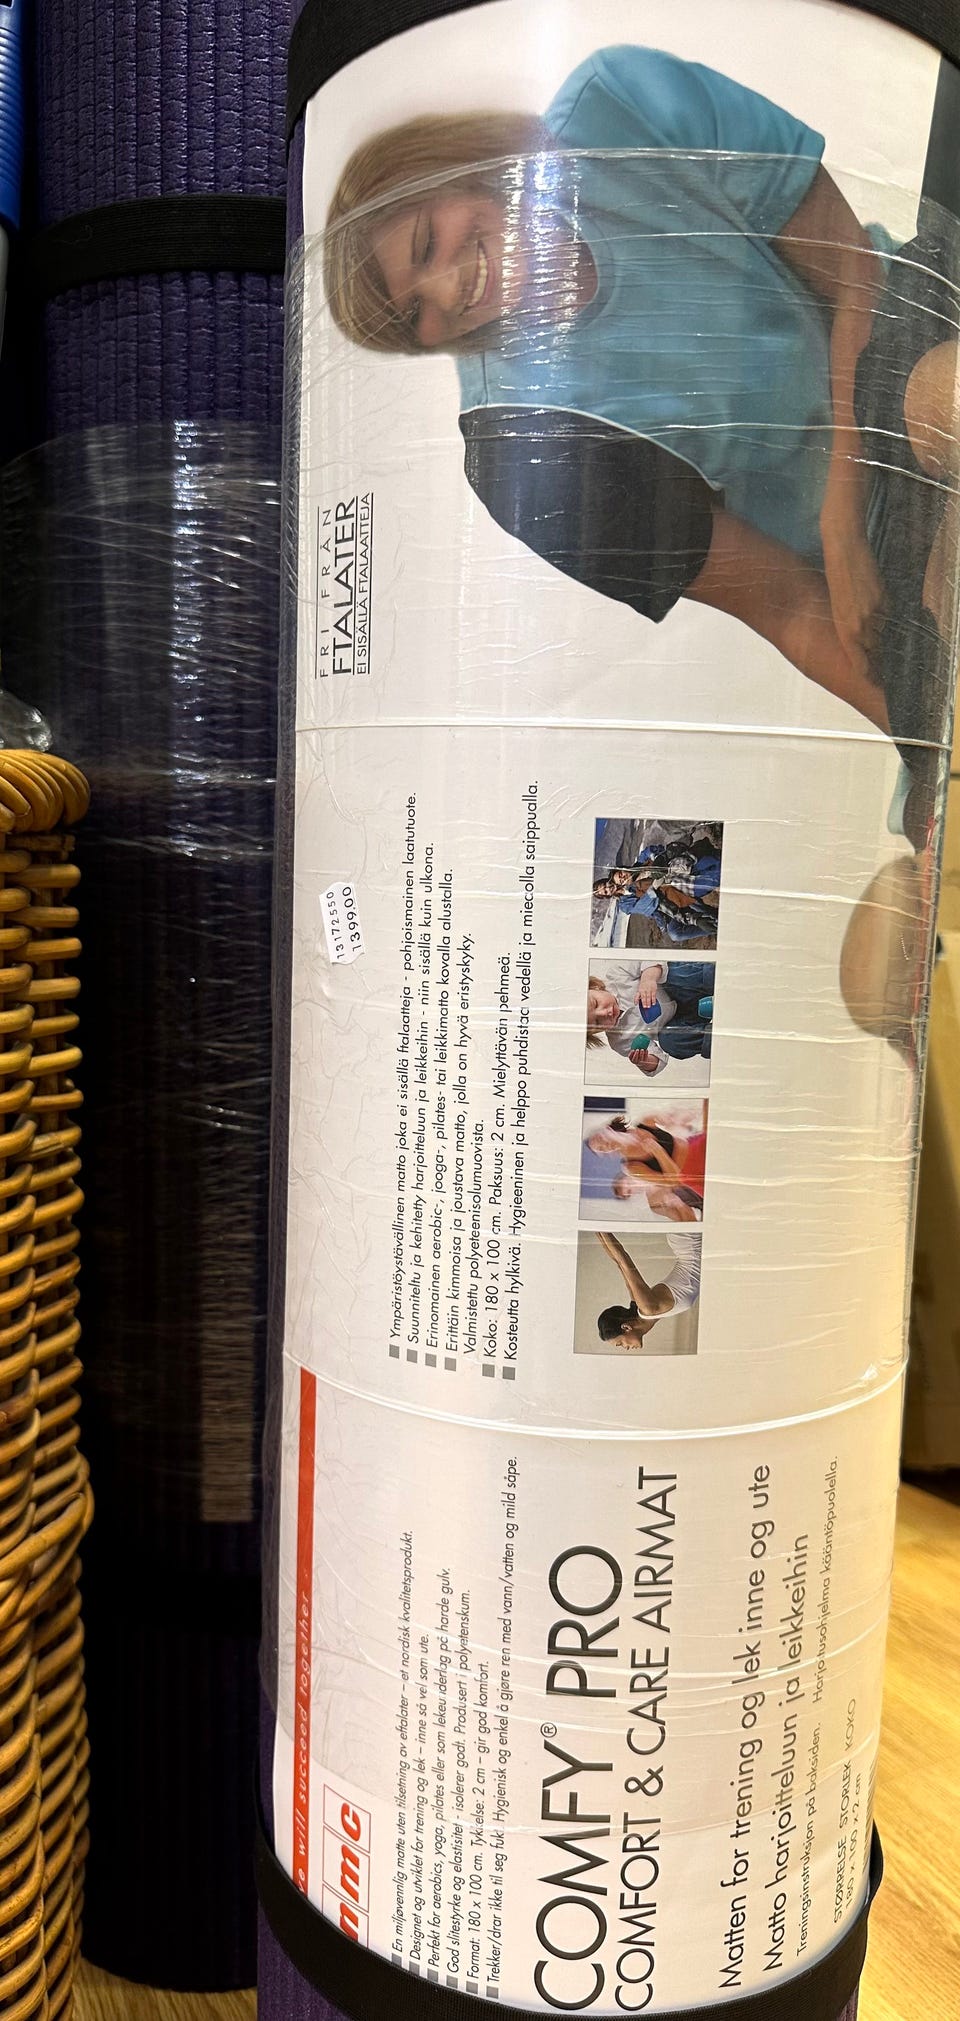 FRI FRÅN
FTALATER
EI SISÄLLÄ FTALAATTEJA
13172550
1399.00
Ympäristöystävällinen matto joka ei sisällä ftalaatteja - pohjoismainen laatutuote.
Suunniteltu ja kehitetty harjoitteluun ja leikkeihin - niin sisällä kuin ulkona.
Erinomainen aerobic-, jooga-, pilates- tai leikkimatto kovalla alustalla.
Erittäin kimmoisa ja joustava matto, jolla on hyvä eristyskyky.
Valmistettu polyeteenisolumuovista.
Koko: 180 x 100 cm. Paksuus: 2 cm. Miellyttävän pehmeä.
Kosteutta hylkivä. Hygieeninen ja helppo puhdistaa vedellä ja miedolla saippualla.
will succeed together
mmc
En miljøvennlig matte uten tilsetning av eftalater – et nordisk kvalitetsprodukt.
Designet og utviklet for trening og lek – inne så vel som ute.
Perfekt for aerobics, yoga, pilates eller som lekeunderlag på harde gulv.
God slitestyrke og elastisitet - isolerer godt. Produsert i polyetenskum.
Format: 180 x 100 cm. Tykkelse: 2 cm – gir god komfort.
Trekker/drar ikke til seg fukt. Hygienisk og enkel å gjøre ren med vann/vatten og mild såpe.
COMFY® PRO
COMFORT & CARE AIRMAT
Matten for trening og lek inne og ute
Matto harjoitteluun ja leikkeihin
Treningsinstruksjon på baksiden. Harjoitusohjelma kääntöpuolella.
STØRRELSE STORLEK KOKO
180 x 100 x 2 cm